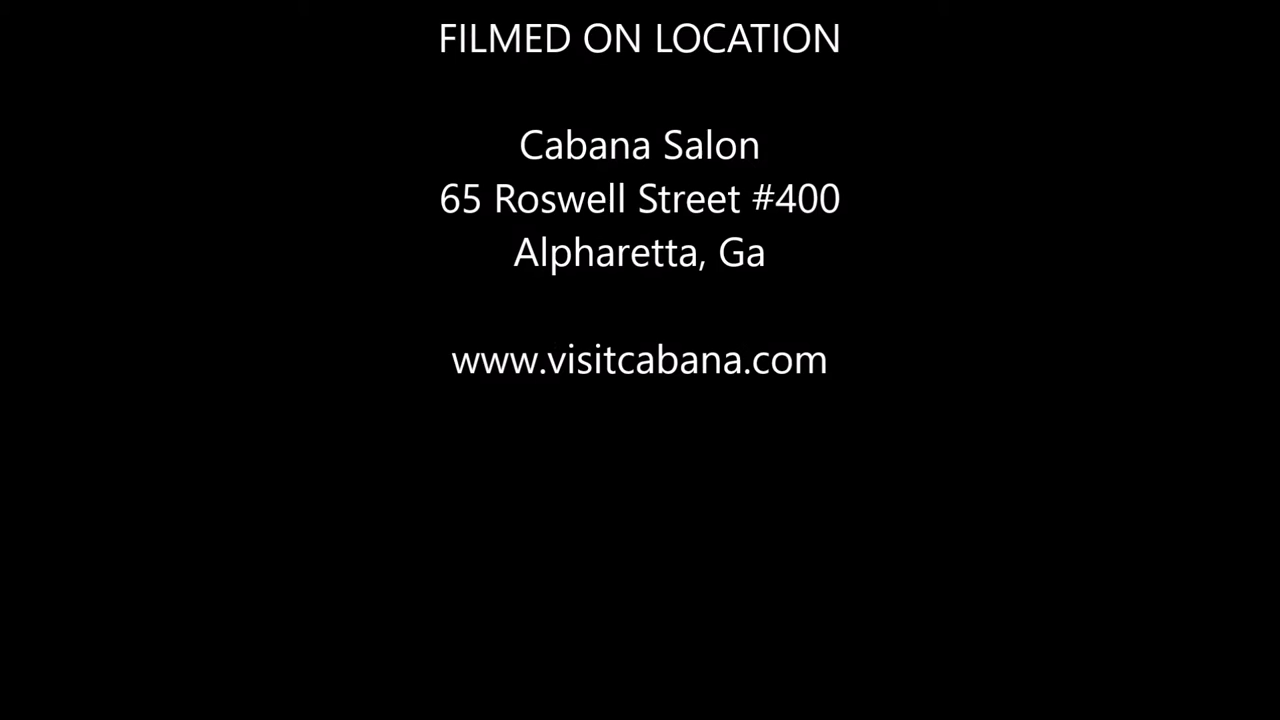 FILMED ON LOCATION
Cabana Salon
65 Roswell Street #400
Alpharetta, Ga
www.visitcabana.com